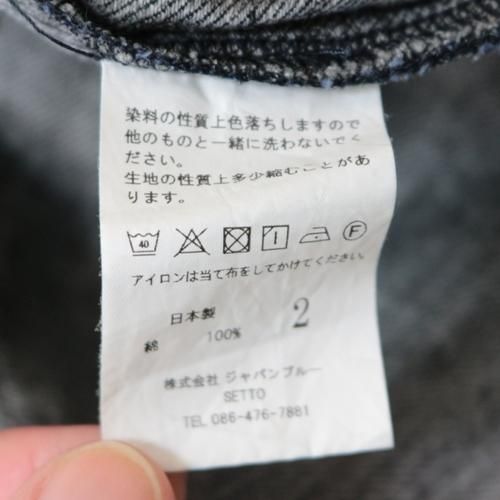 染料の性質上色落ちしますので
他のものと一緒に洗わないでく
ださい。
生地の性質上多少縮むことがあ
ります。
40 F
アイロンは当て布をしてかけてください。
日本製 2
綿 100%
株式会社 ジャパンブルー
SETTO
TEL 086-476-7881